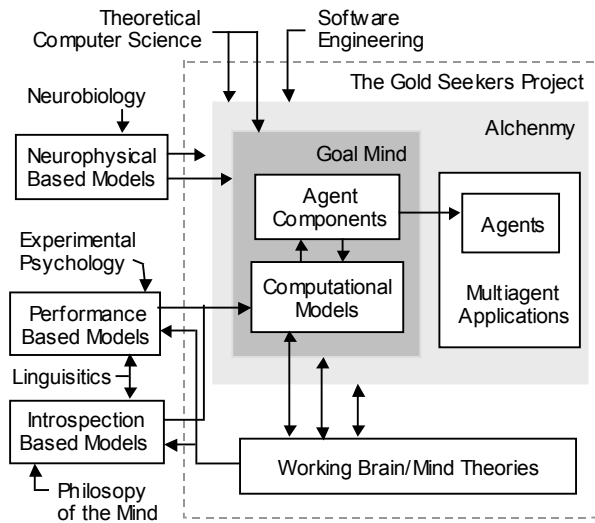 Theoretical
Computer Science
Software
Engineering
The Gold Seekers Project
Neurobiology
Alchenmy
Neurophysical
Based Models
Goal Mind
Agent
Components
Agents
Experimental
Psychology
Computational
Models
Multiagent
Applications
Performance
Based Models
Linguisitics
Introspection
Based Models
Working Brain/Mind Theories
Philosopy
of the Mind